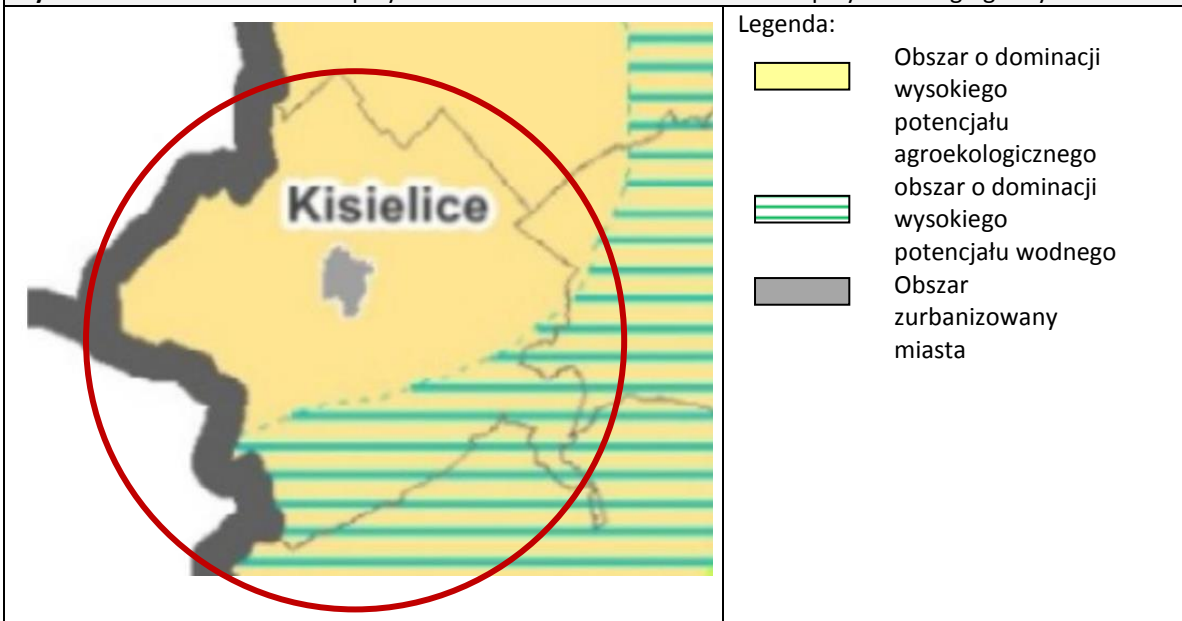 Legenda:
Obszar o dominacji
wysokiego
potencjału
agroekologicznego
obszar o dominacji
wysokiego
potencjału wodnego
Obszar
zurbanizowany
miasta
Kisielice